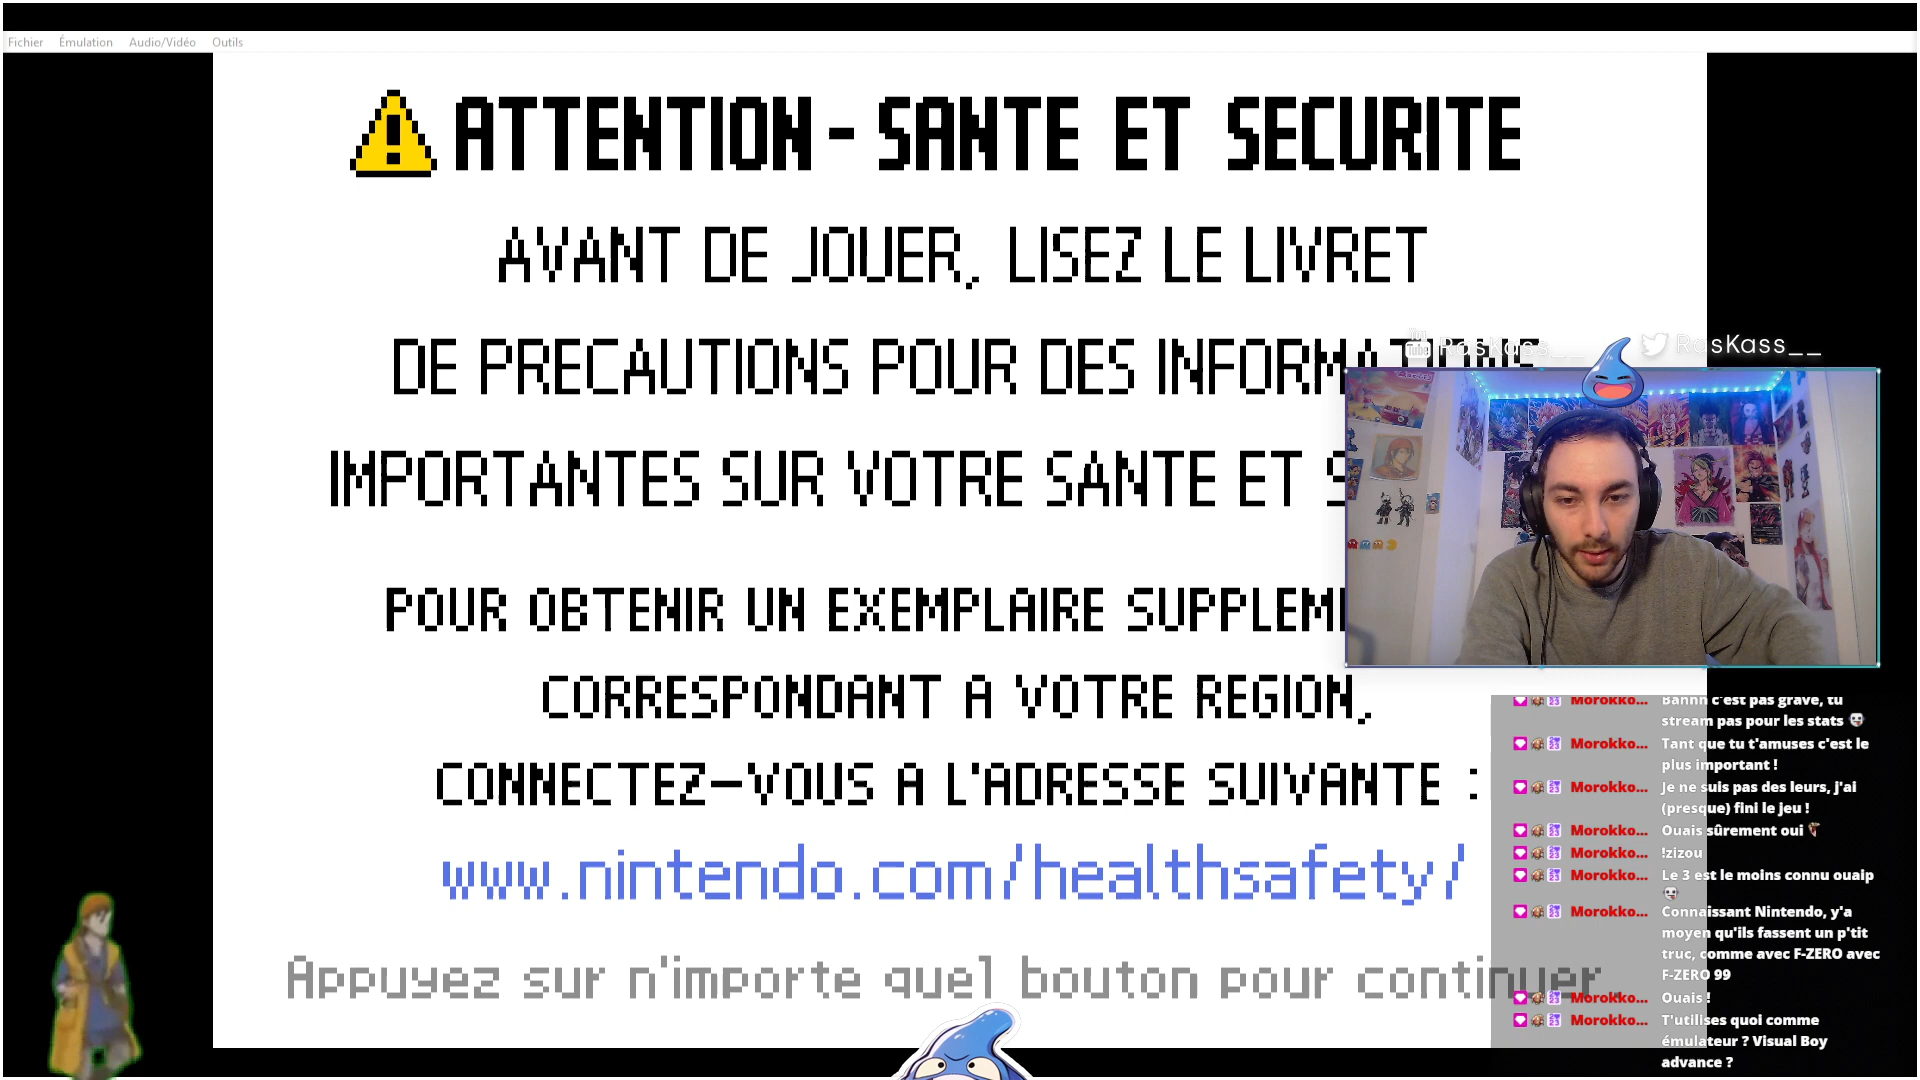 Fichier Émulation Audio/Vidéo Outils
ATTENTION - SANTE ET SECURITE
AVANT DE JOUER, LISEZ LE LIVRET
DE PRECAUTIONS POUR DES
IMPORTANTES SUR VOTRE SANTE ET
RasKass__ RasKass__
POUR OBTENIR UN EXEMPLAIRE
CORRESPONDANT A VOTRE REGION,
CONNECTEZ-VOUS A L'ADRESSE SUIVANTE :
www.nintendo.com/healthsafety/
Appuyez sur n'importe quel bouton pour continuer.
Morokko... Bahhh c'est pas grave, tu
stream pas pour les stats
Morokko... Tant que tu t'amuses c'est le
plus important !
Morokko... Je ne suis pas des leurs, j'ai
(presque) fini le jeu !
Morokko... Ouais sûrement oui
Morokko... !zizou
Morokko... Le 3 est le moins connu ouaip
Morokko... Connaissant Nintendo, y'a
moyen qu'ils fassent un p'tit
truc, comme avec F-ZERO avec
F-ZERO 99
Morokko... Ouais !
Morokko... T'utilises quoi comme
émulateur ? Visual Boy
advance ?